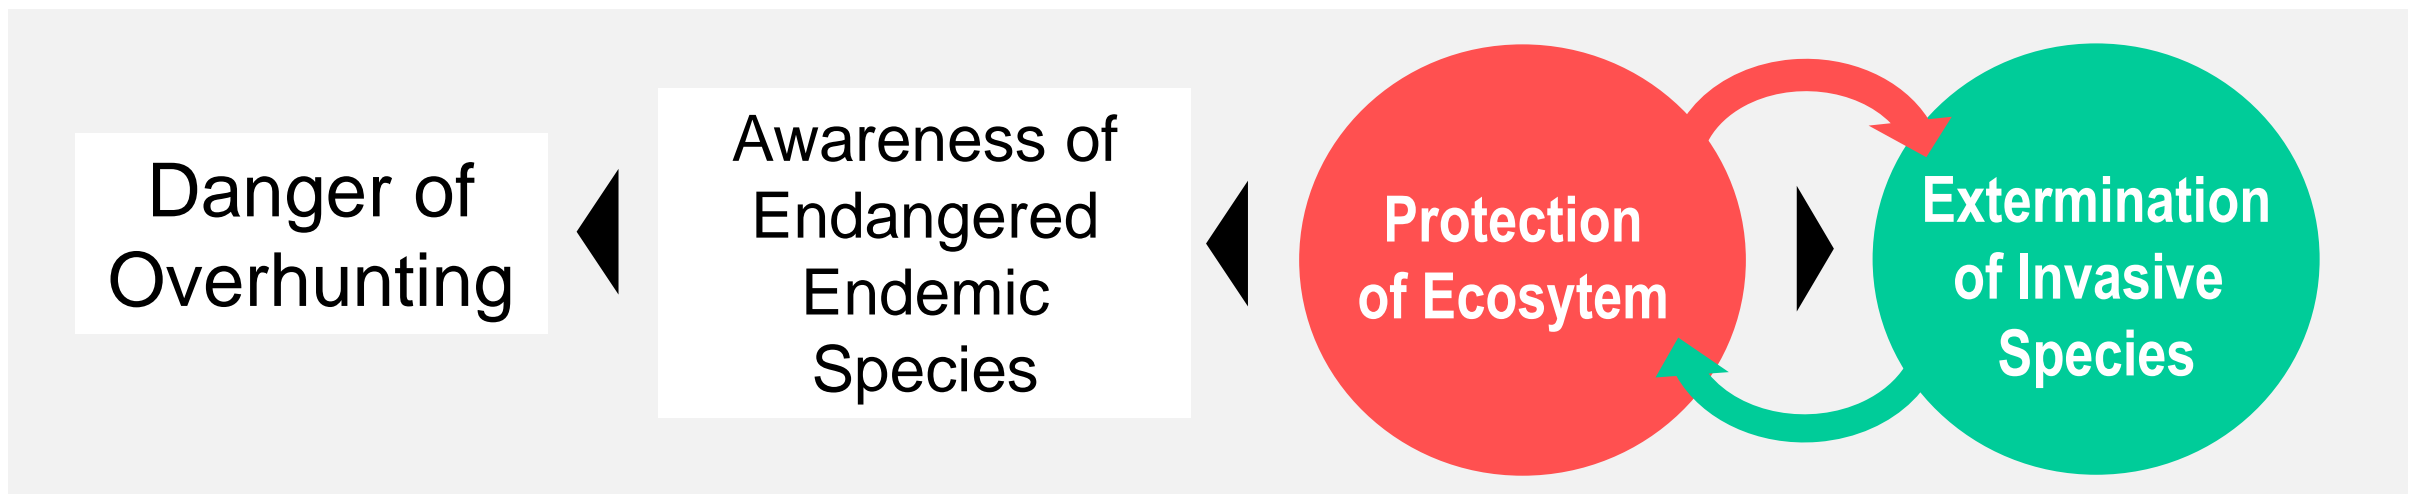 Danger of
Overhunting
Awareness of
Endangered
Endemic
Species
Protection
of Ecosytem
Extermination
of Invasive
Species